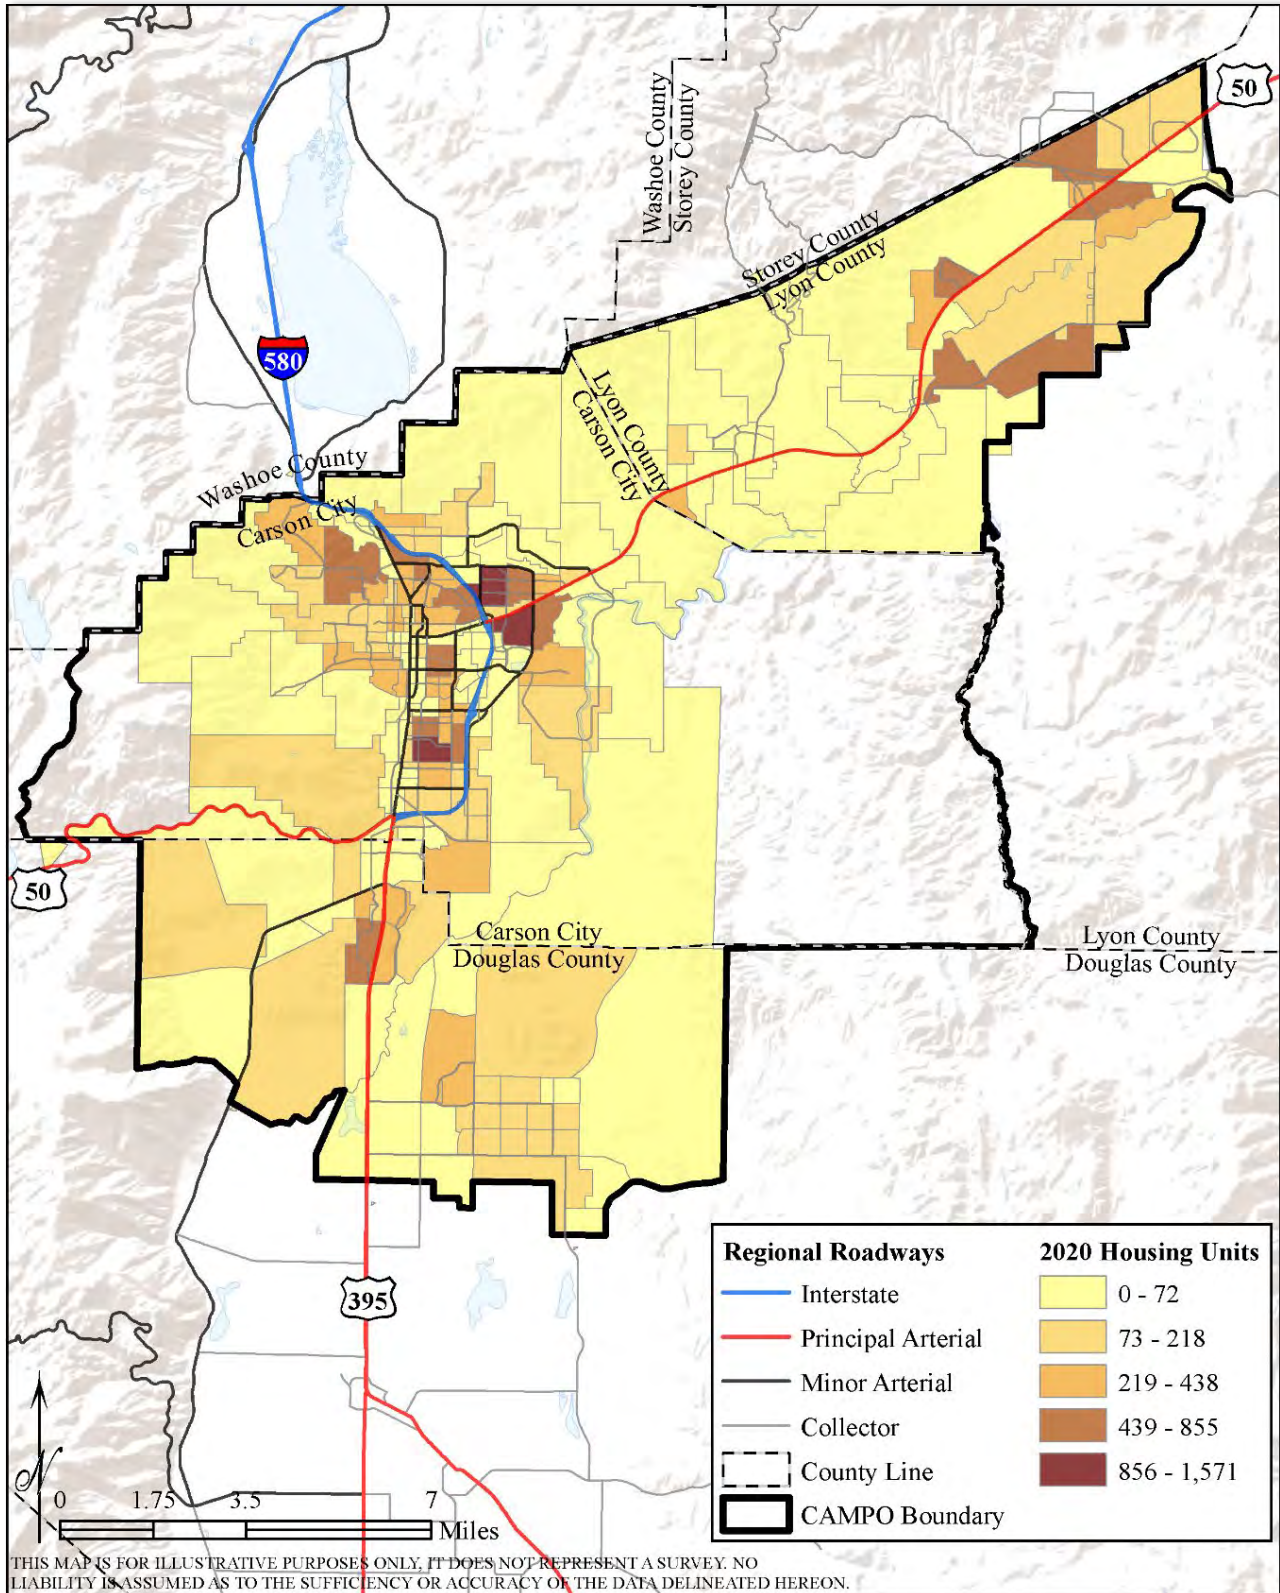 50
Washoe County
Storey County
Storey County
Lyon County
580
Lyon County
Carson City
Washoe County
Carson City
50
Carson City
Douglas County
Lyon County
Douglas County
395
Regional Roadways
Interstate
Principal Arterial
Minor Arterial
Collector
County Line
CAMPO Boundary
2020 Housing Units
0 - 72
73 - 218
219 - 438
439 - 855
856 - 1,571
N
0 1.75 3.5 7
Miles
THIS MAP IS FOR ILLUSTRATIVE PURPOSES ONLY, IT DOES NOT REPRESENT A SURVEY. NO
LIABILITY IS ASSUMED AS TO THE SUFFICIENCY OR ACCURACY OF THE DATA DELINEATED HEREON.